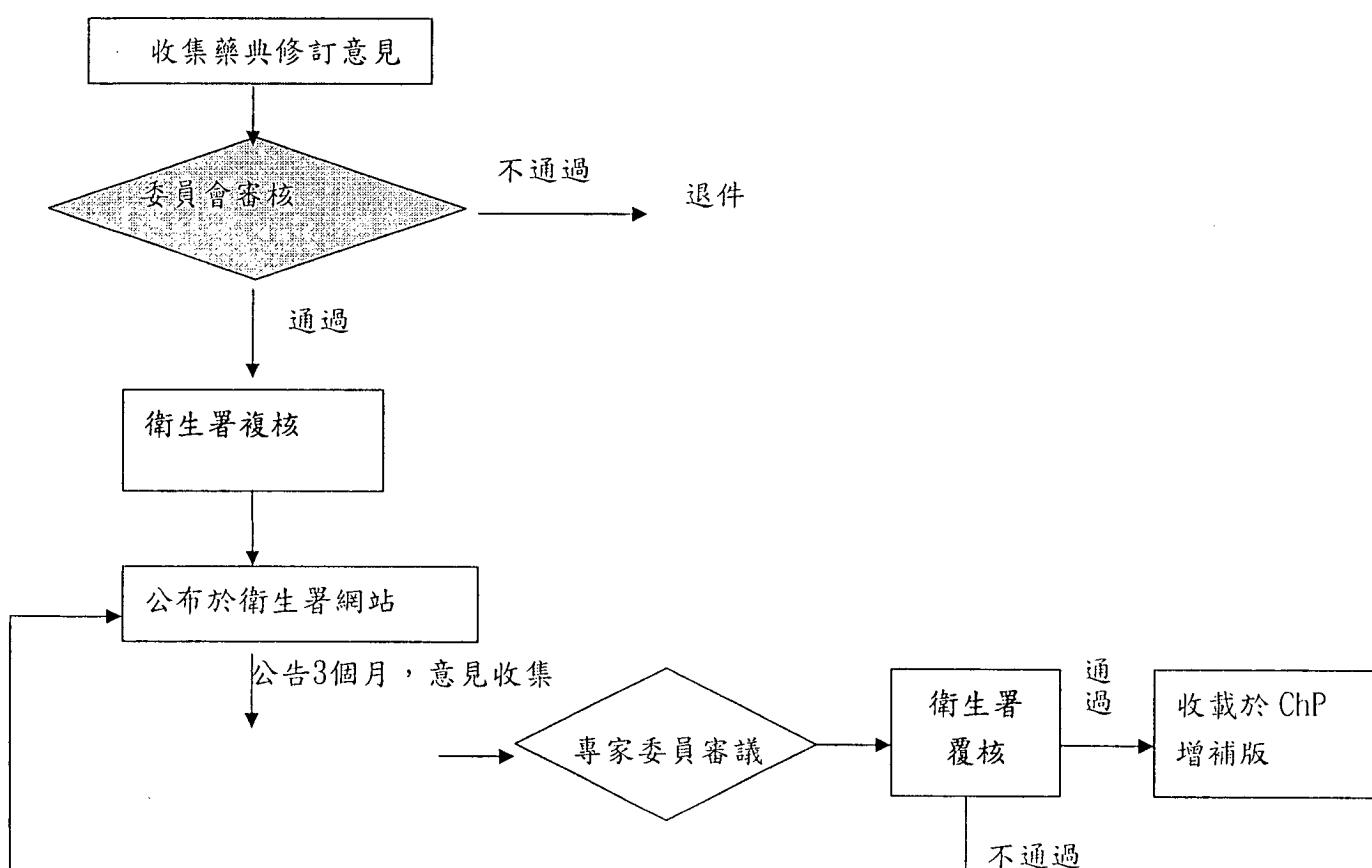 收集藥典修訂意見
委員會審核
不通過
退件
通過
衛生署複核
公布於衛生署網站
公告3個月，意見收集
專家委員審議
衛生署
覆核
通
過
收載於 ChP
增補版
不通過